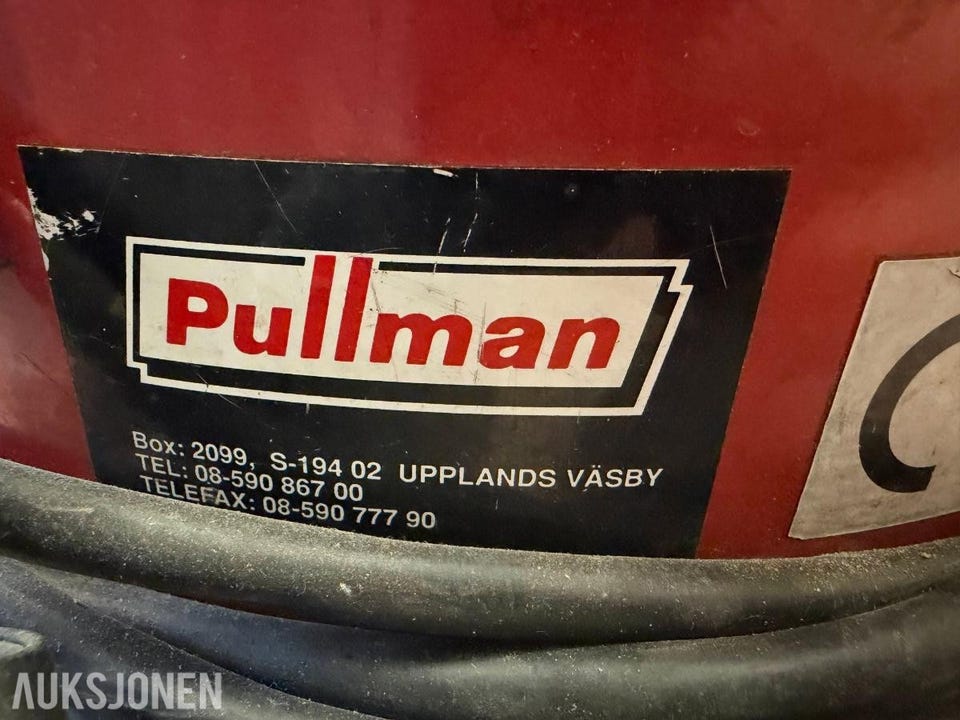 Pullman
Box: 2099, S-194 02 UPPLANDS VÄSBY
TEL: 08-590 867 00
TELEFAX: 08-590 777 90
AUKSJONEN